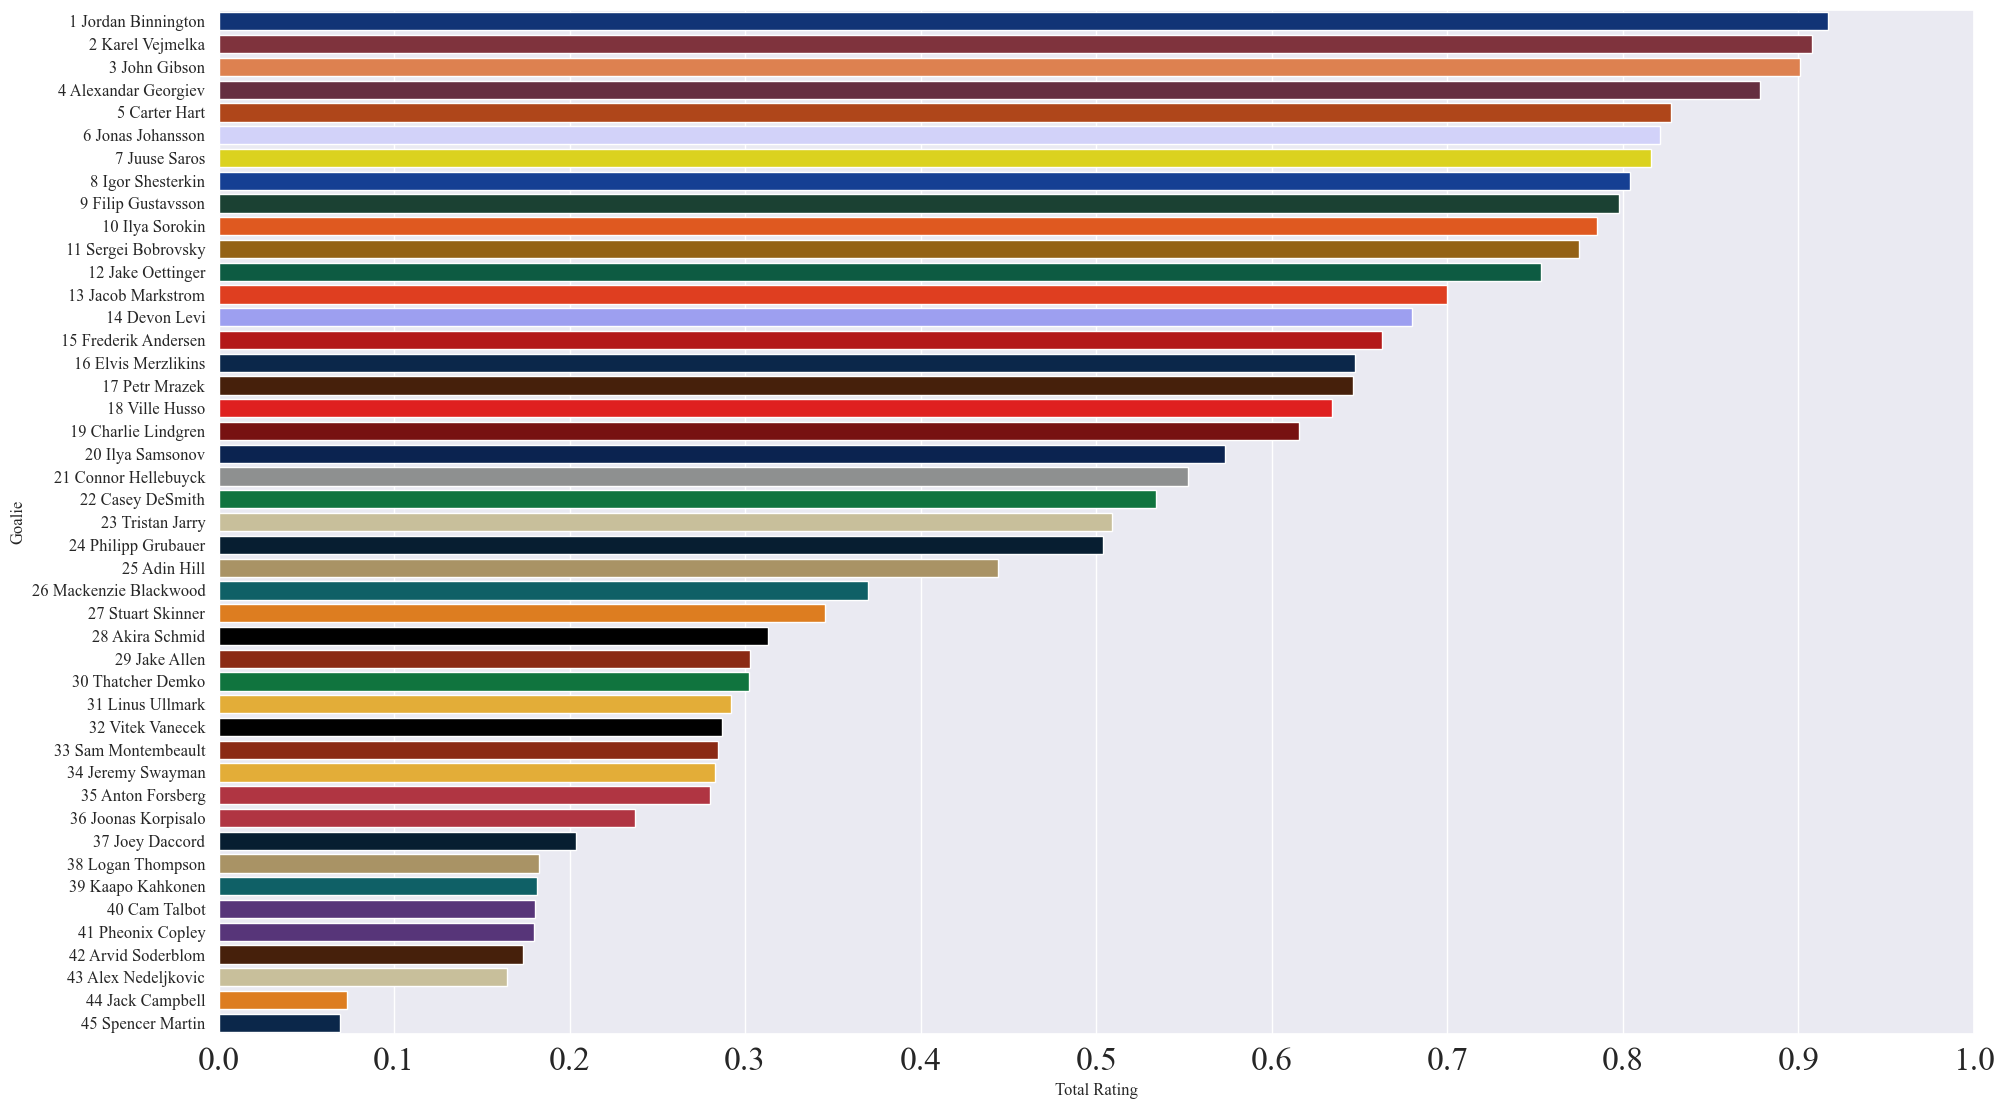 1 Jordan Binnington
2 Karel Vejmelka
3 John Gibson
4 Alexandar Georgiev
5 Carter Hart
6 Jonas Johansson
7 Juuse Saros
8 Igor Shesterkin
9 Filip Gustavsson
10 Ilya Sorokin
11 Sergei Bobrovsky
12 Jake Oettinger
13 Jacob Markstrom
14 Devon Levi
15 Frederik Andersen
16 Elvis Merzlikins
17 Petr Mrazek
18 Ville Husso
19 Charlie Lindgren
20 Ilya Samsonov
21 Connor Hellebuyck
22 Casey DeSmith
23 Tristan Jarry
24 Philipp Grubauer
25 Adin Hill
26 Mackenzie Blackwood
27 Stuart Skinner
28 Akira Schmid
29 Jake Allen
30 Thatcher Demko
31 Linus Ullmark
32 Vitek Vanecek
33 Sam Montembeault
34 Jeremy Swayman
35 Anton Forsberg
36 Joonas Korpisalo
37 Joey Daccord
38 Logan Thompson
39 Kaapo Kahkonen
40 Cam Talbot
41 Pheonix Copley
42 Arvid Soderblom
43 Alex Nedeljkovic
44 Jack Campbell
45 Spencer Martin
Goalie
0.0 0.1 0.2 0.3 0.4 0.5 0.6 0.7 0.8 0.9 1.0
Total Rating